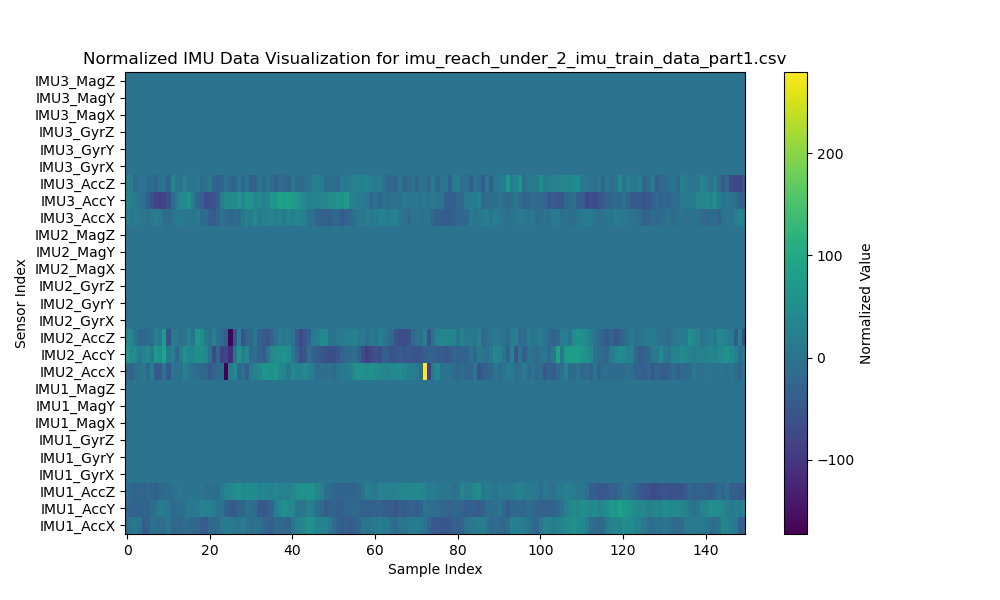 Normalized IMU Data Visualization for imu_reach_under_2_imu_train_data_part1.csv
IMU3_MagZ
IMU3_MagY
IMU3_MagX
IMU3_GyrZ
IMU3_GyrY
IMU3_GyrX
IMU3_AccZ
IMU3_AccY
IMU3_AccX
IMU2_MagZ
IMU2_MagY
IMU2_MagX
IMU2_GyrZ
IMU2_GyrY
IMU2_GyrX
IMU2_AccZ
IMU2_AccY
IMU2_AccX
IMU1_MagZ
IMU1_MagY
IMU1_MagX
IMU1_GyrZ
IMU1_GyrY
IMU1_GyrX
IMU1_AccZ
IMU1_AccY
IMU1_AccX
Sensor Index
0 20 40 60 80 100 120 140
Sample Index
200
100
0
−100
Normalized Value